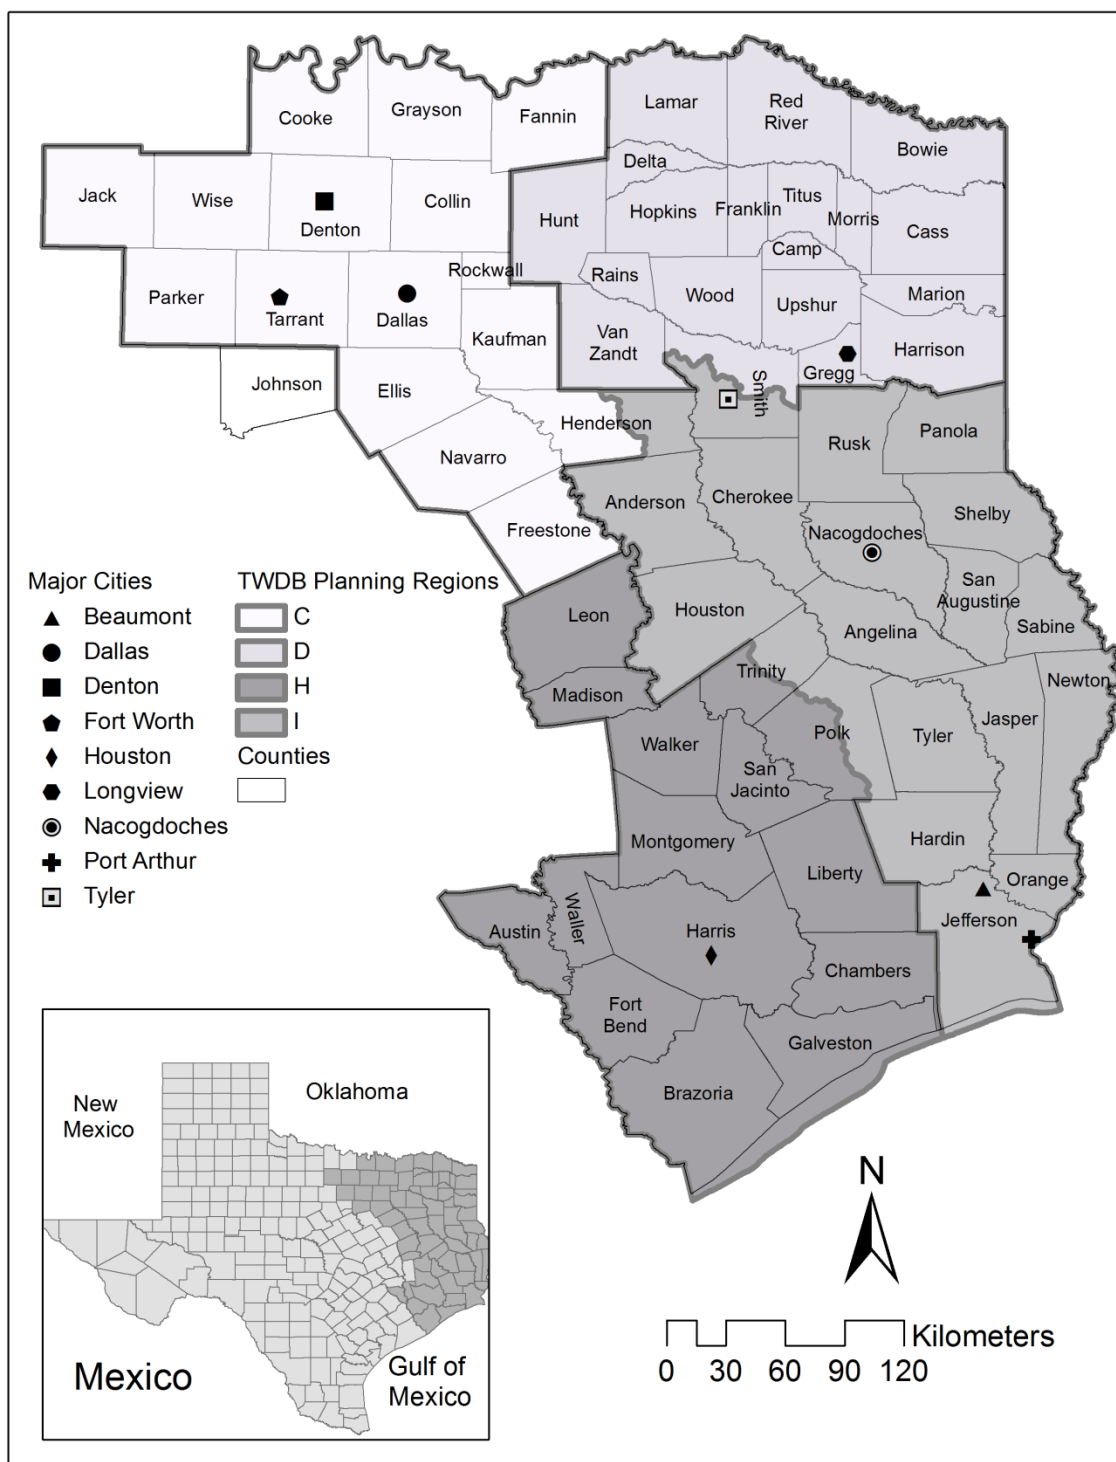 Cooke
Grayson
Fannin
Lamar
Red
River
Bowie
Jack
Wise
Denton
Collin
Delta
Hunt
Hopkins
Franklin
Titus
Morris
Cass
Camp
Rockwall
Rains
Wood
Upshur
Marion
Parker
Tarrant
Dallas
Kaufman
Van
Zandt
Smith
Gregg
Harrison
Johnson
Ellis
Henderson
Navarro
Rusk
Panola
Anderson
Cherokee
Freestone
Nacogdoches
Shelby
Leon
Houston
San
Augustine
Angelina
Sabine
Madison
Trinity
Newton
Walker
Polk
Tyler
Jasper
San
Jacinto
Montgomery
Hardin
Liberty
Orange
Austin
Waller
Harris
Jefferson
Chambers
Fort
Bend
Galveston
Brazoria
Major Cities
Beaumont
Dallas
Denton
Fort Worth
Houston
Longview
Nacogdoches
Port Arthur
Tyler
TWDB Planning Regions
C
D
H
I
Counties
New
Mexico
Oklahoma
Mexico
Gulf of
Mexico
N
Kilometers
0 30 60 90 120